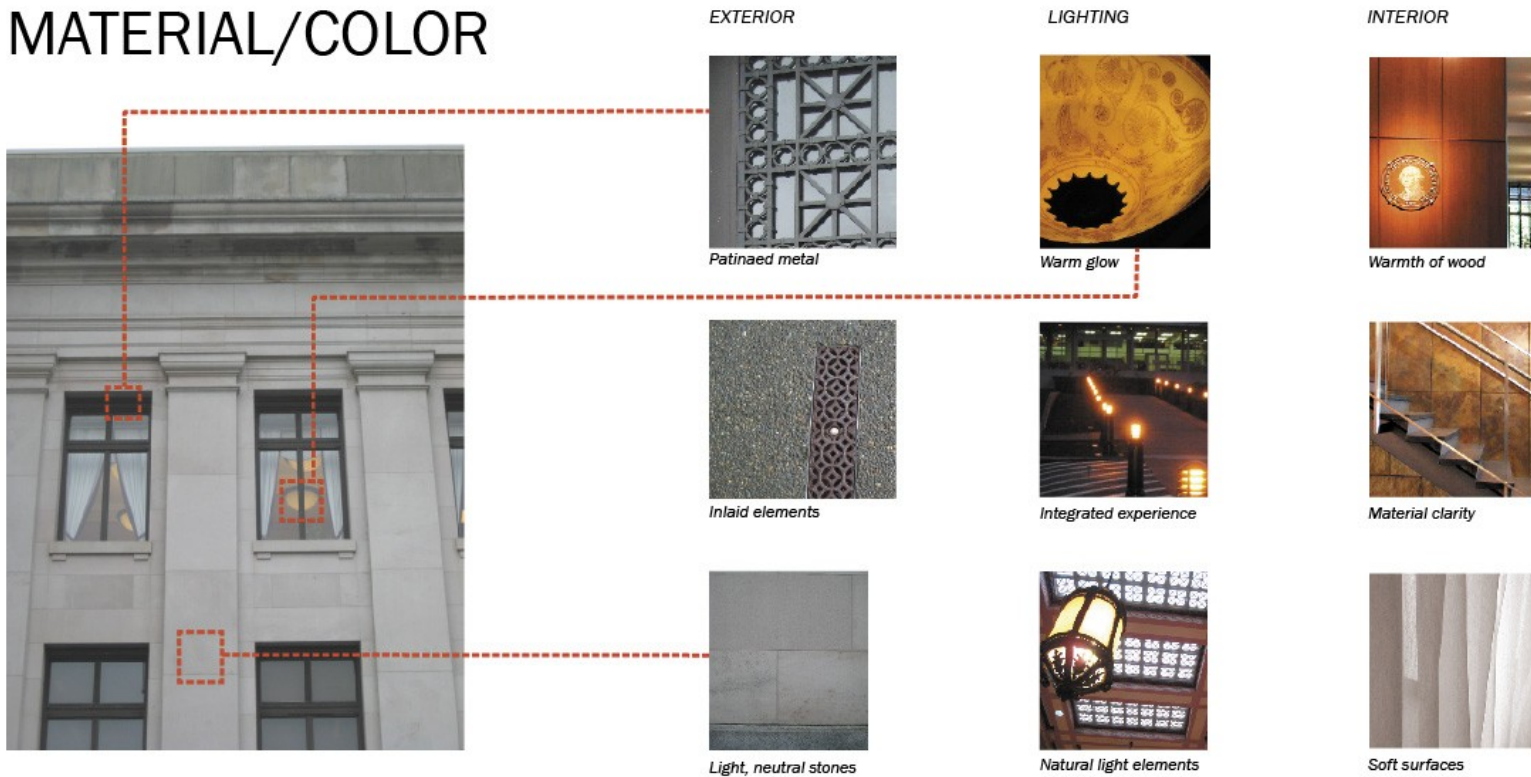 MATERIAL/COLOR
EXTERIOR
LIGHTING
INTERIOR
Patinaed metal
Warm glow
Warmth of wood
Inlaid elements
Integrated experience
Material clarity
Light, neutral stones
Natural light elements
Soft surfaces